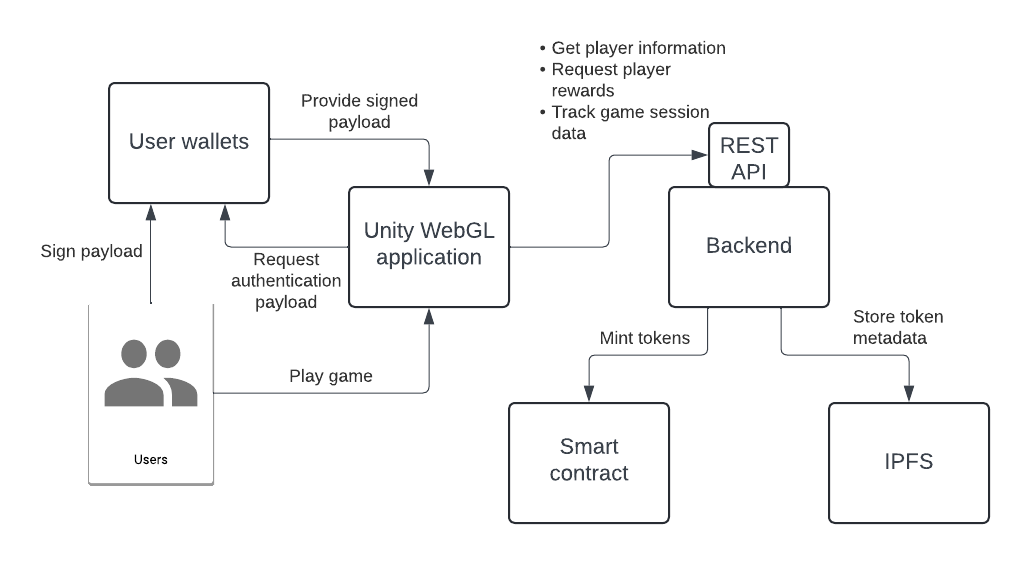 • Get player information
• Request player
rewards
• Track game session
data
Provide signed
payload
User wallets
REST
API
Unity WebGL
application
Backend
Sign payload
Request
authentication
payload
Mint tokens
Store token
metadata
Play game
Users
Smart
contract
IPFS